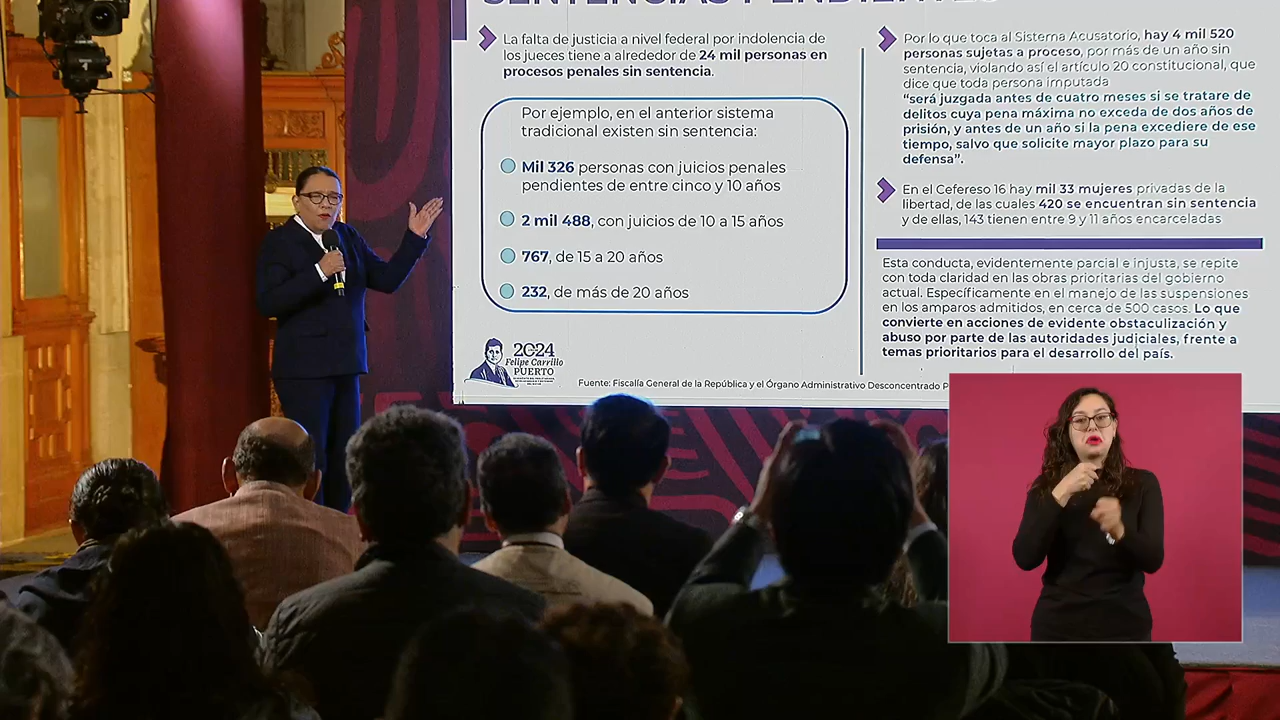 SENTENCIAS PENDIENTES
La falta de justicia a nivel federal por indolencia de
los jueces tiene a alrededor de 24 mil personas en
procesos penales sin sentencia.
Por ejemplo, en el anterior sistema
tradicional existen sin sentencia:
Mil 326 personas con juicios penales
pendientes de entre cinco y 10 años
2 mil 488, con juicios de 10 a 15 años
767, de 15 a 20 años
232, de más de 20 años
2024
Felipe Carrillo
PUERTO
Fuente: Fiscalía General de la República y el Órgano Administrativo Desconcentrado P
Por lo que toca al Sistema Acusatorio, hay 4 mil 520
personas sujetas a proceso, por más de un año sin
sentencia, violando así el artículo 20 constitucional, que
dice que toda persona imputada
“será juzgada antes de cuatro meses si se tratare de
delitos cuya pena máxima no exceda de dos años de
prisión, y antes de un año si la pena excediere de ese
tiempo, salvo que solicite mayor plazo para su
defensa”.
En el Cefereso 16 hay mil 33 mujeres privadas de la
libertad, de las cuales 420 se encuentran sin sentencia
y de ellas, 143 tienen entre 9 y 11 años encarceladas
Esta conducta, evidentemente parcial e injusta, se repite
con toda claridad en las obras prioritarias del gobierno
actual. Específicamente en el manejo de las suspensiones
en los amparos admitidos, en cerca de 500 casos. Lo que
convierte en acciones de evidente obstaculización y
abuso por parte de las autoridades judiciales, frente a
temas prioritarios para el desarrollo del país.